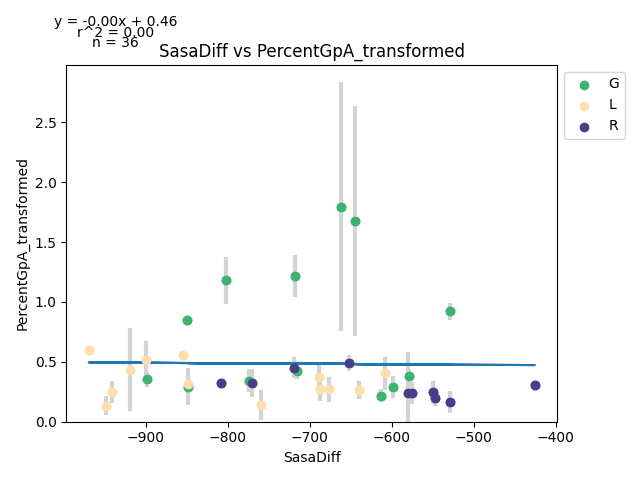 y = -0.00x + 0.46
r^2 = 0.00
n = 36
SasaDiff vs PercentGpA_transformed
G
L
R
2.5
2.0
1.5
1.0
0.5
0.0
PercentGpA_transformed
−900
−800
−700
−600
−500
−400
SasaDiff